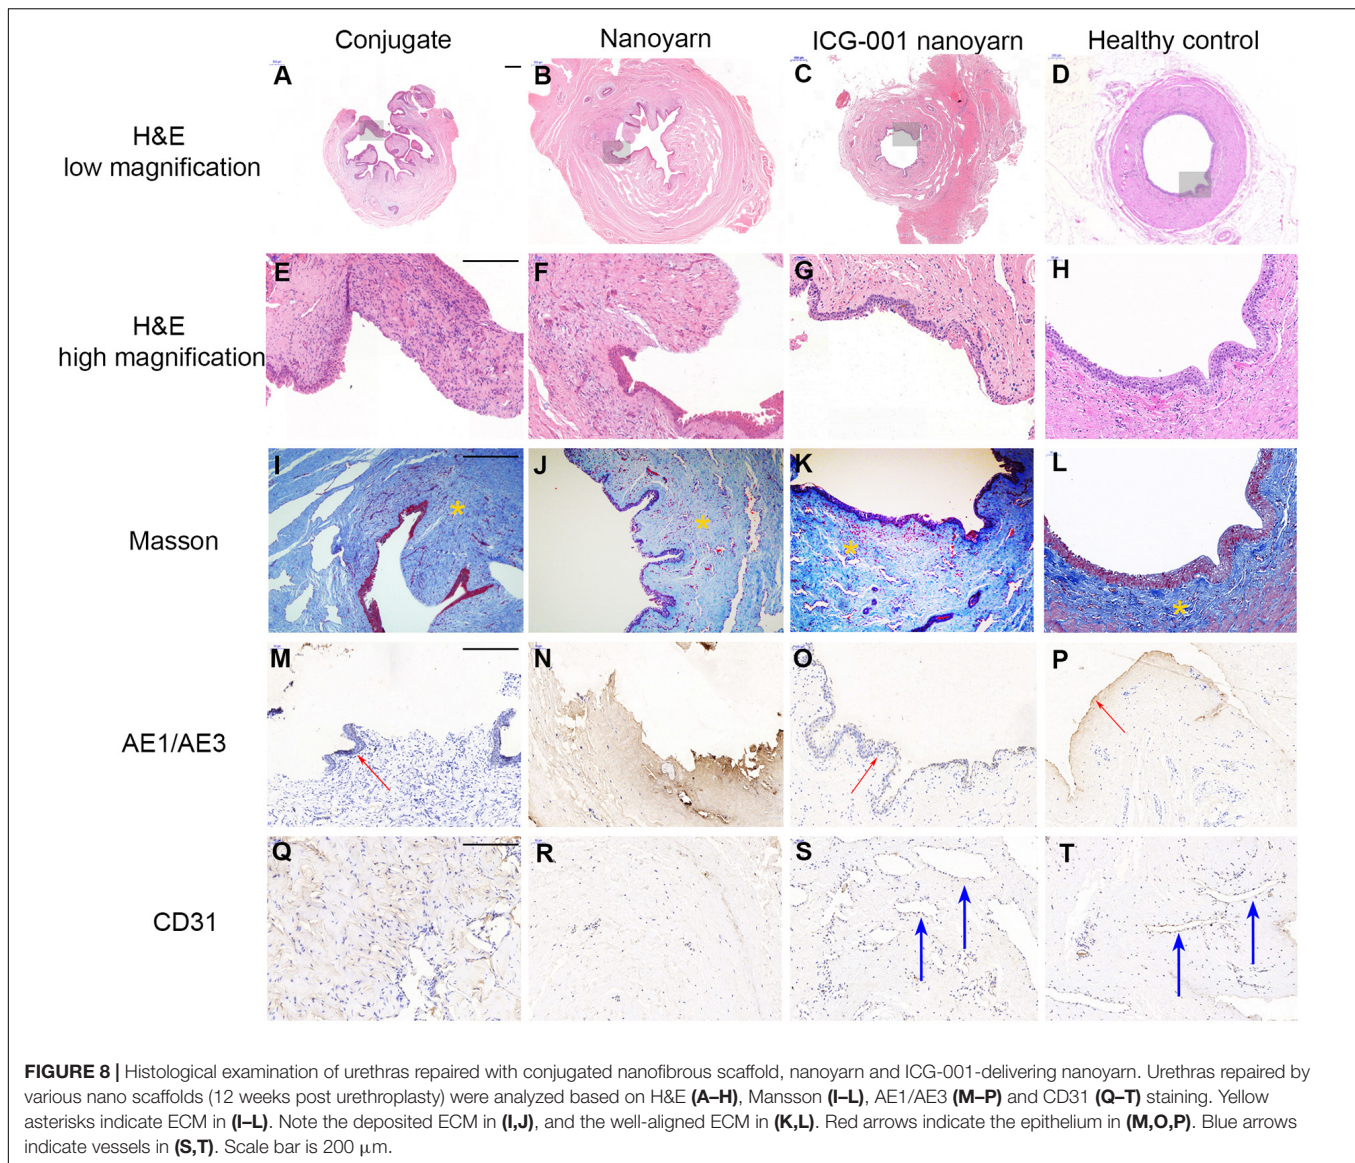 Conjugate Nanoyarn ICG-001 nanoyarn Healthy control
A B C D
H&E
low magnification
E F G H
H&E
high magnification
I J K L
Masson
M N O P
AE1/AE3
Q R S T
CD31
FIGURE 8 | Histological examination of urethras repaired with conjugated nanofibrous scaffold, nanoyarn and ICG-001-delivering nanoyarn. Urethras repaired by
various nano scaffolds (12 weeks post urethroplasty) were analyzed based on H&E (A–H), Mansson (I–L), AE1/AE3 (M–P) and CD31 (Q–T) staining. Yellow
asterisks indicate ECM in (I–L). Note the deposited ECM in (I,J), and the well-aligned ECM in (K,L). Red arrows indicate the epithelium in (M,O,P). Blue arrows
indicate vessels in (S,T). Scale bar is 200 μm.